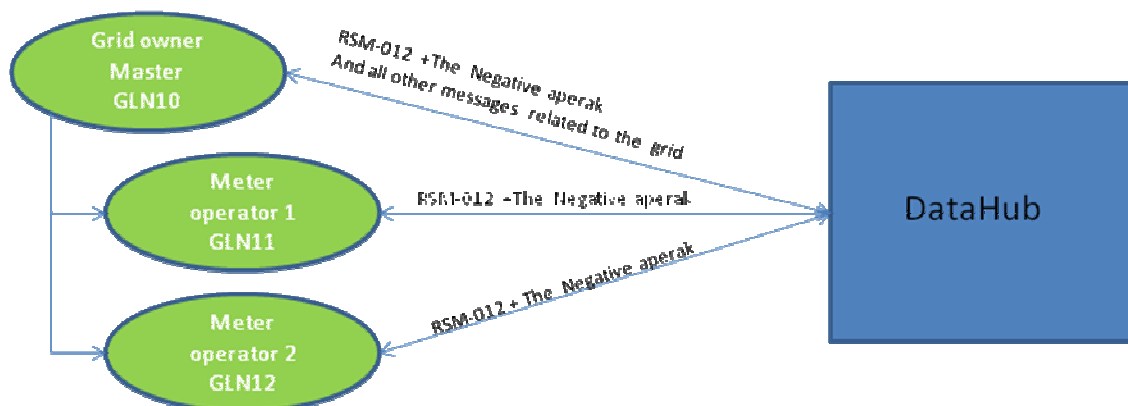 Grid owner
Master
GLN10
RSM-012 +The Negative aperak
And all other messages related to the grid
Meter
operator 1
GLN11
RSM-012 +The Negative aperak
DataHub
RSM-012 + The Negative aperak
Meter
operator 2
GLN12